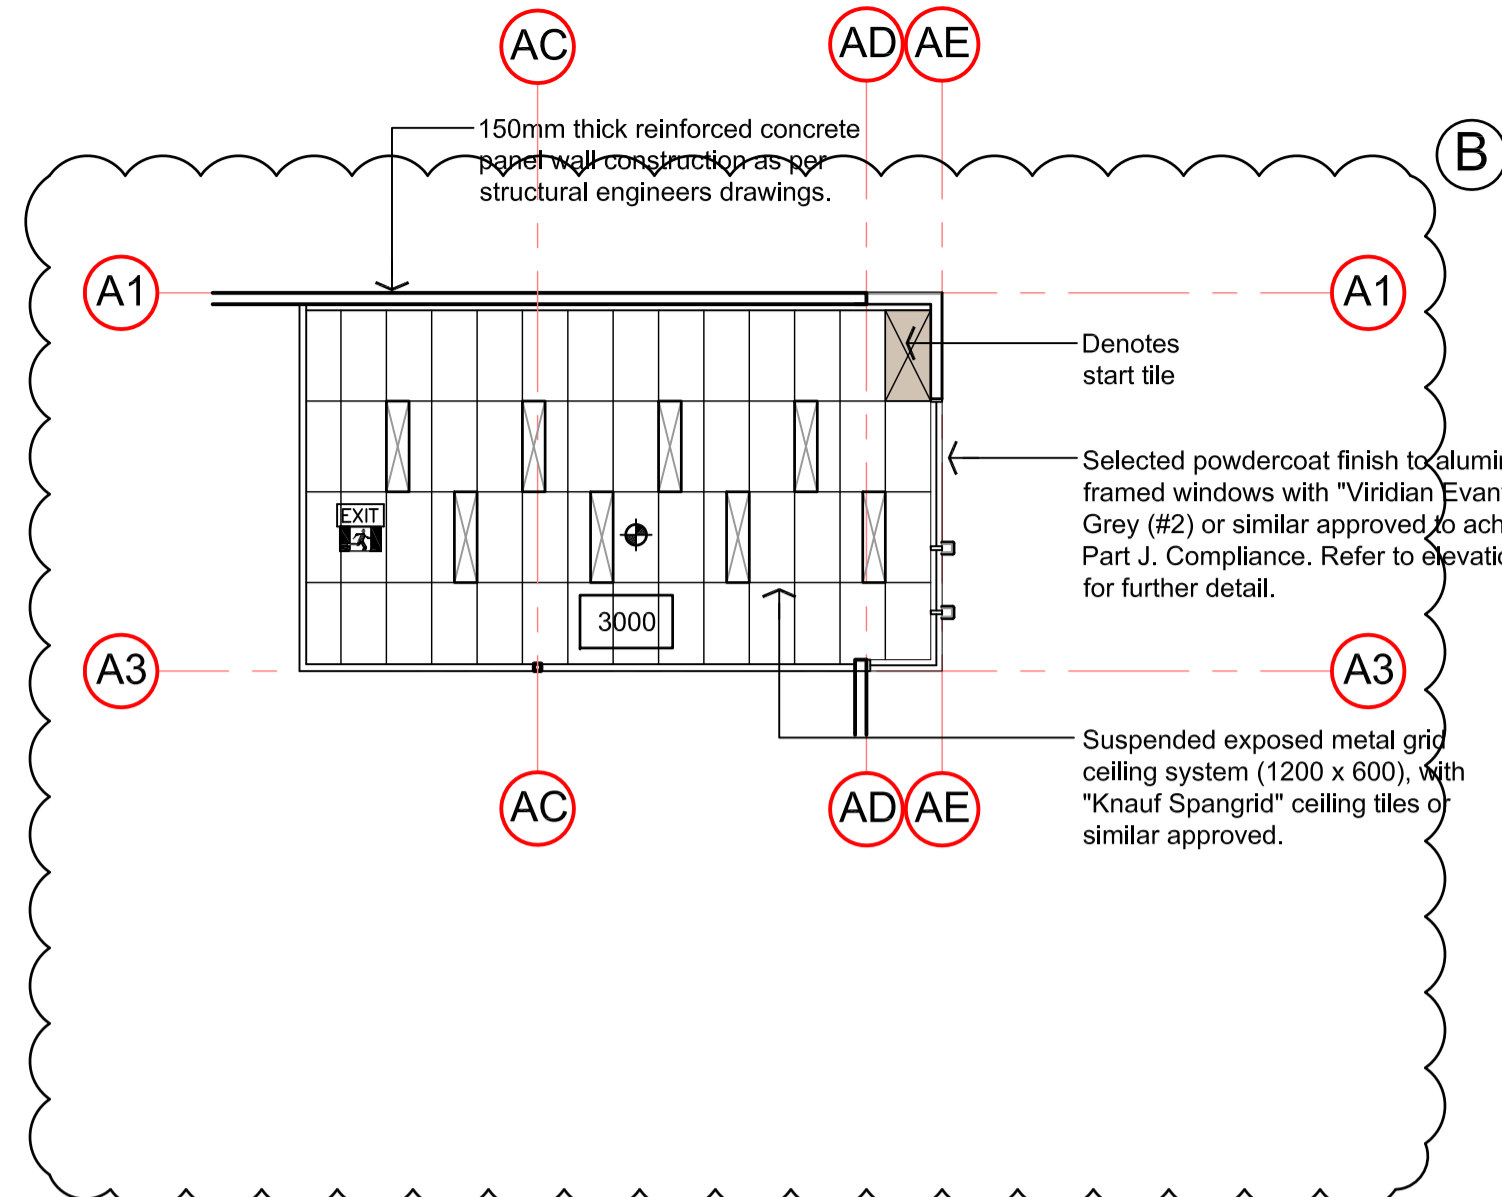 AC
AD
AE
B
150mm thick reinforced concrete
panel wall construction as per
structural engineers drawings.
A1
A1
Denotes
start tile
Selected powdercoat finish to
framed windows with "Viridian
Grey (#2) or similar approved to
Part J. Compliance. Refer to
for further detail.
EXIT
3000
A3
A3
Suspended exposed metal grid
ceiling system (1200 x 600), with
"Knauf Spangrid" ceiling tiles or
similar approved.
AC
AD
AE